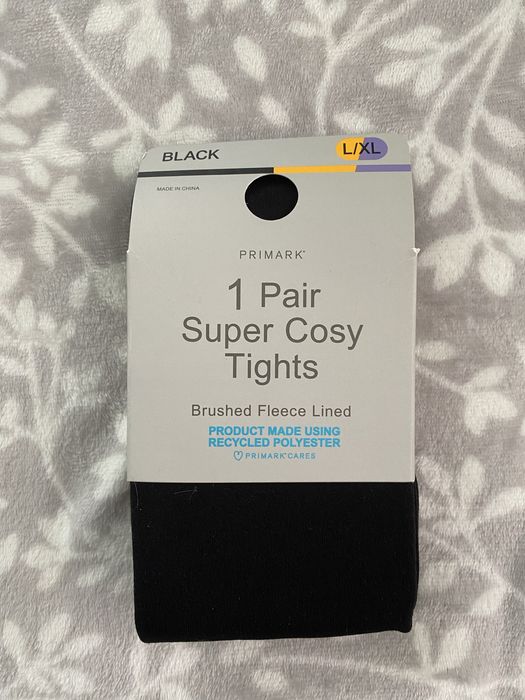 BLACK
L/XL
MADE IN CHINA
PRIMARK®
1 Pair
Super Cosy
Tights
Brushed Fleece Lined
PRODUCT MADE USING
RECYCLED POLYESTER
PRIMARK® CARES